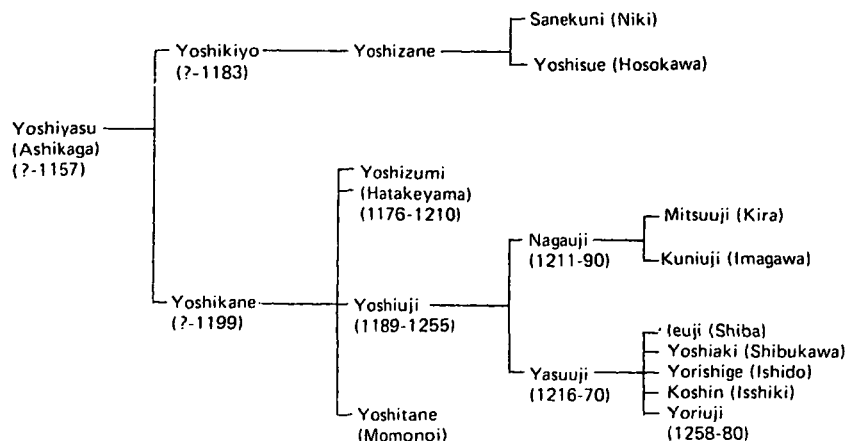 Sanekuni (Niki)
Yoshikiyo
(?-1183)
Yoshizane
Yoshisue (Hosokawa)
Yoshiyasu
(Ashikaga)
(?-1157)
Yoshizumi
(Hatakeyama)
(1176-1210)
Mitsuuji (Kira)
Nagauji
(1211-90)
Kuniuji (Imagawa)
Yoshikane
(?-1199)
Yoshiuji
(1189-1255)
Ieuji (Shiba)
Yoshiaki (Shibukawa)
Yasuuji
(1216-70)
Yorishige (Ishido)
Koshin (Isshiki)
Yoriuji
(1258-80)
Yoshitane
(Momonoi)